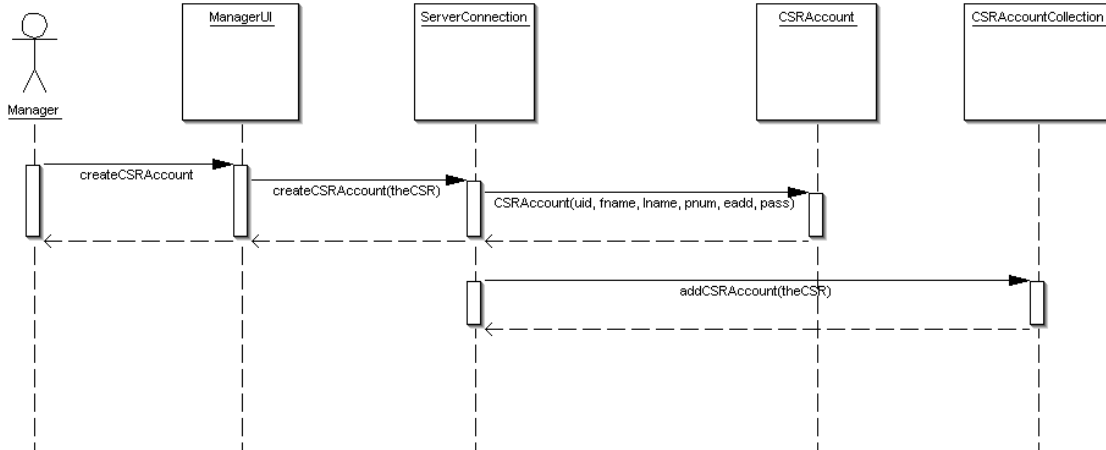 ManagerUI
ServerConnection
CSRAccount
CSRAccountCollection
Manager
createCSRAccount
createCSRAccount(theCSR)
CSRAccount(uid, fname, lname, pnum, eadd, pass)
addCSRAccount(theCSR)